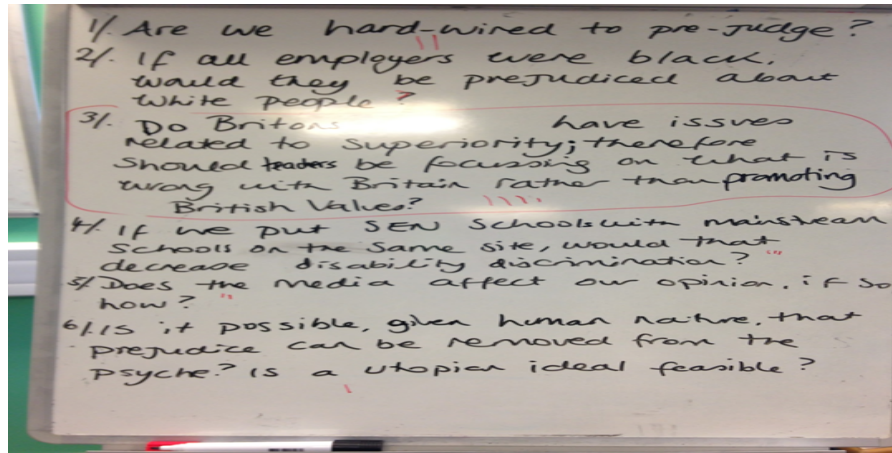 1/. Are we hard-wired to pre-judge?
2/. If all employers were black,
would they be prejudiced about
white people?
3/. Do Britons have issues
related to superiority; therefore
should teachers be focussing on what is
wrong with Britain rather than promoting
British Values?
4/. If we put SEN Schools with mainstream
Schools on the same site, would that
decrease disability discrimination?
5/ Does the media affect our opinion, if so
how?
6/. Is it possible, given human nature, that
prejudice can be removed from the
psyche? Is a utopian ideal feasible?